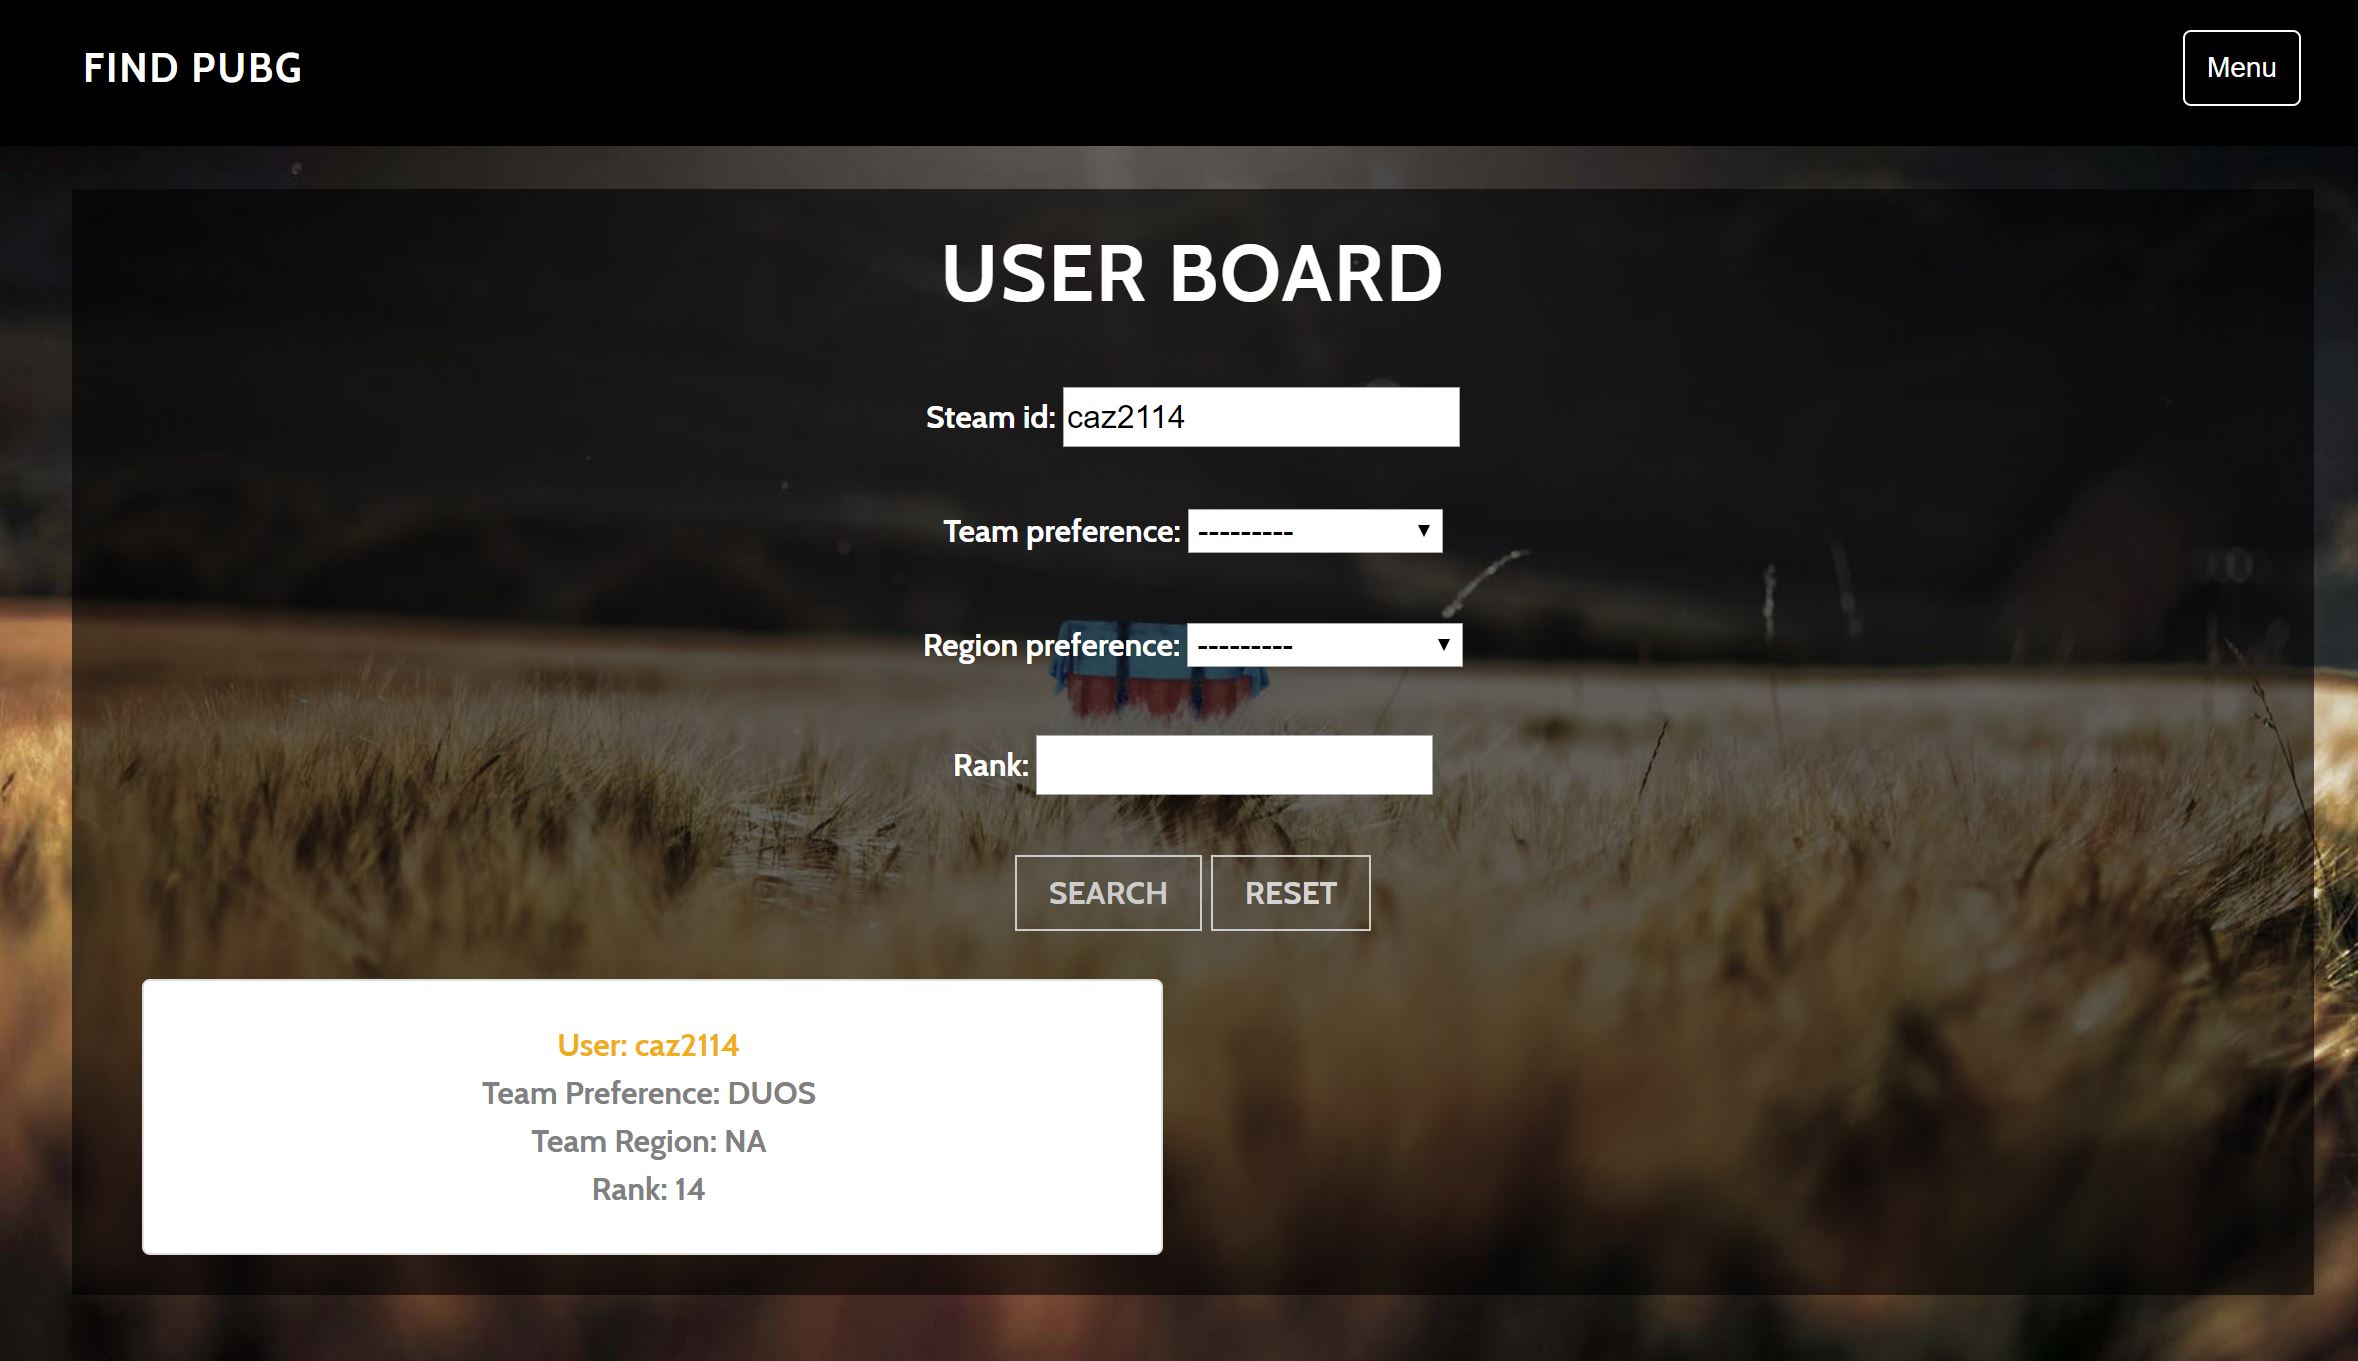 FIND PUBG
Menu
USER BOARD
Steam id: caz2114
Team preference: ---------
Region preference: ---------
Rank:
SEARCH RESET
User: caz2114
Team Preference: DUOS
Team Region: NA
Rank: 14